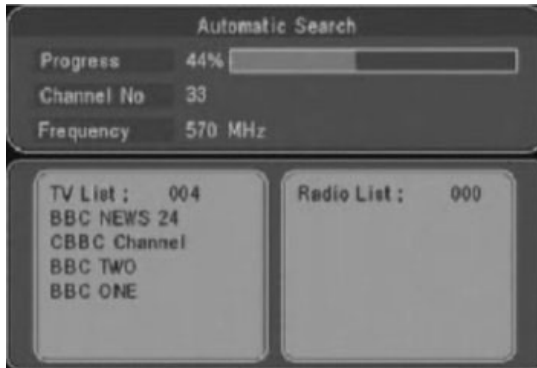 Automatic Search
Progress 44%
Channel No 33
Frequency 570 MHz
TV List : 004
BBC NEWS 24
CBBC Channel
BBC TWO
BBC ONE
Radio List : 000